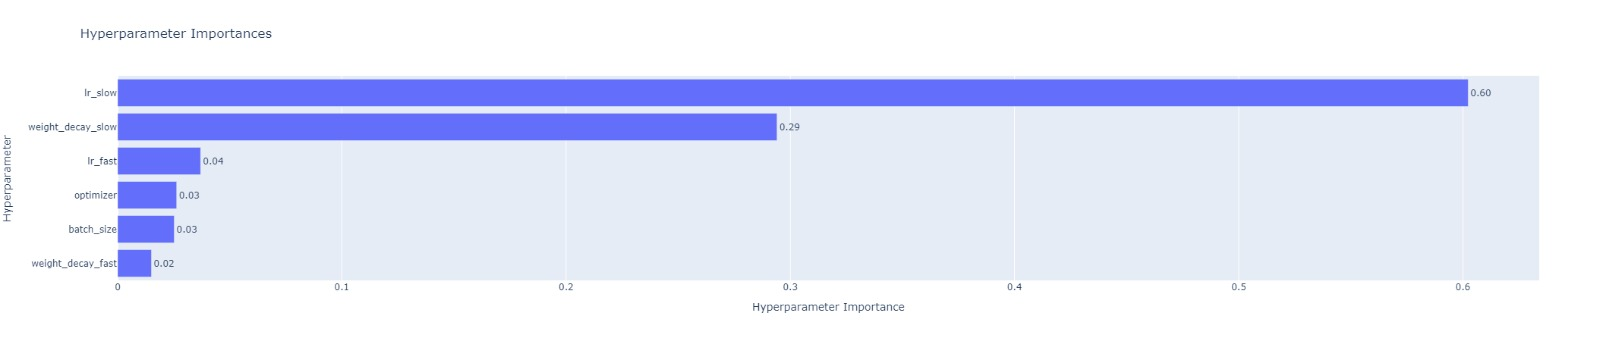 Hyperparameter Importances
Hyperparameter
lr_slow 0.60
weight_decay_slow 0.29
lr_fast 0.04
optimizer 0.03
batch_size 0.03
weight_decay_fast 0.02
0 0.1 0.2 0.3 0.4 0.5 0.6
Hyperparameter Importance